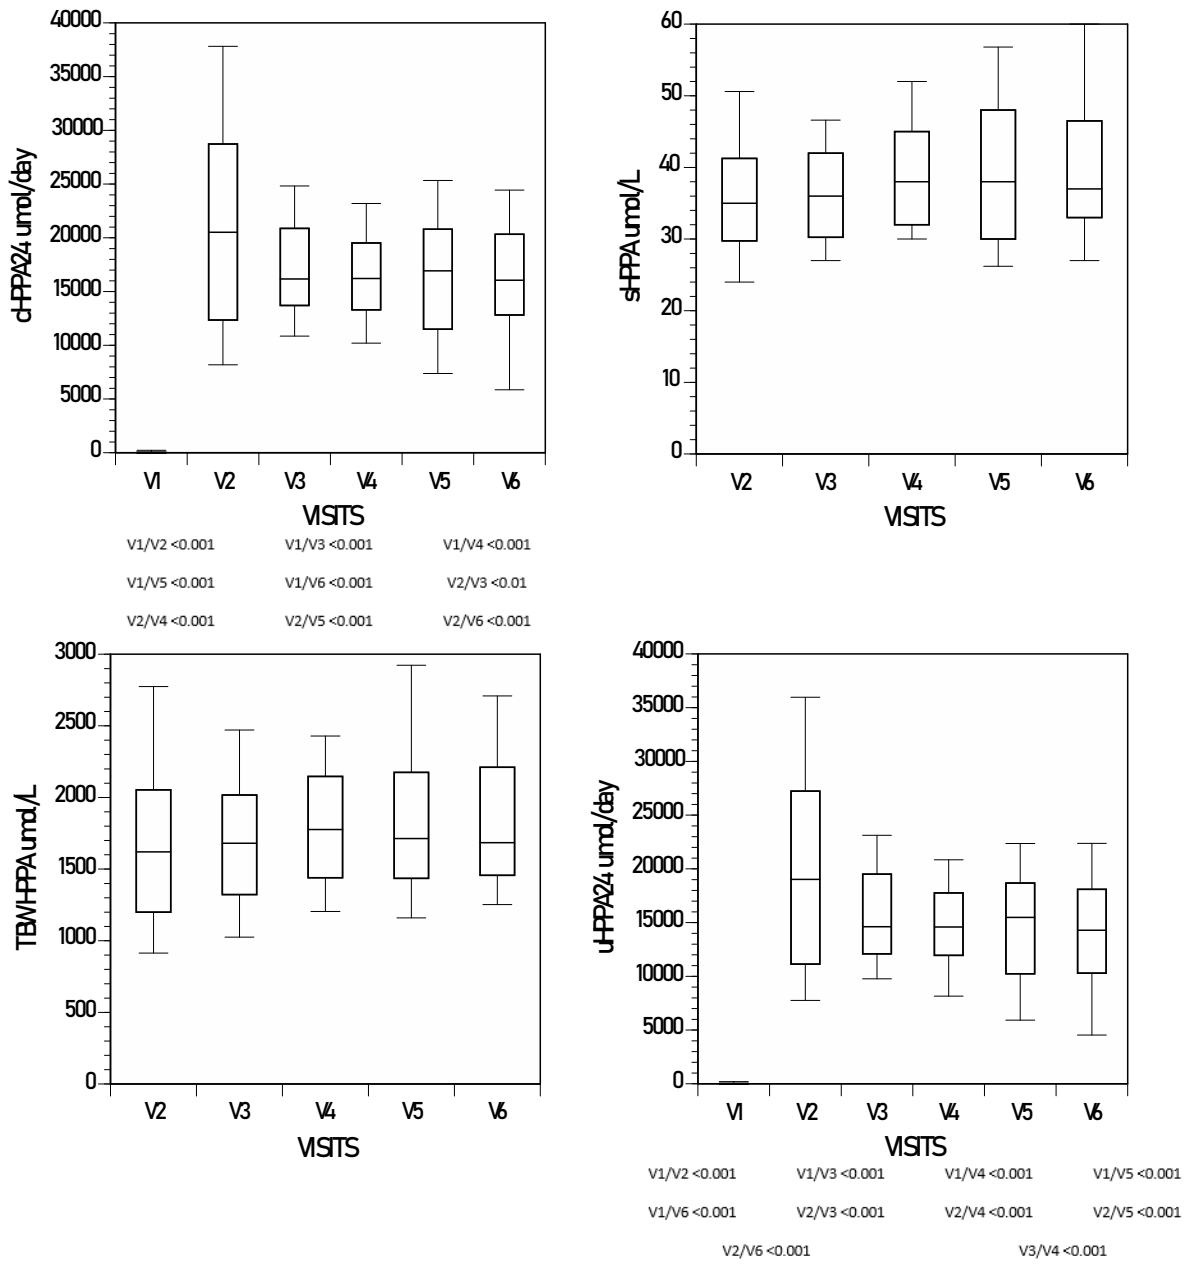 cHPPA24 umol/day
40000
35000
30000
25000
20000
15000
10000
5000
0
V1 V2 V3 V4 V5 V6
VISITS
V1/V2 <0.001 V1/V3 <0.001 V1/V4 <0.001
V1/V5 <0.001 V1/V6 <0.001 V2/V3 <0.01
V2/V4 <0.001 V2/V5 <0.001 V2/V6 <0.001
sHPPA umol/L
60
50
40
30
20
10
0
V2 V3 V4 V5 V6
VISITS
TBWHPPA umol/L
3000
2500
2000
1500
1000
500
0
V2 V3 V4 V5 V6
VISITS
uHPPA24 umol/day
40000
35000
30000
25000
20000
15000
10000
5000
0
V1 V2 V3 V4 V5 V6
VISITS
V1/V2 <0.001 V1/V3 <0.001 V1/V4 <0.001 V1/V5 <0.001
V1/V6 <0.001 V2/V3 <0.001 V2/V4 <0.001 V2/V5 <0.001
V2/V6 <0.001 V3/V4 <0.001